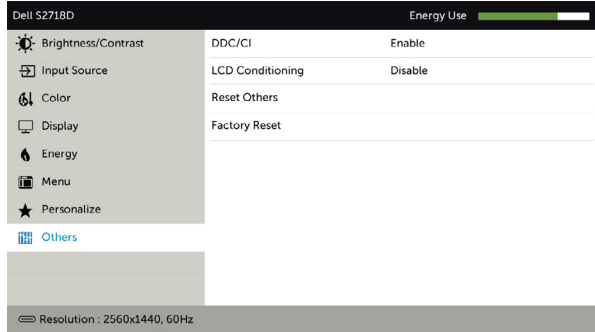 Dell S2718D Energy Use
Brightness/Contrast DDC/CI Enable
Input Source LCD Conditioning Disable
Color Reset Others
Display Factory Reset
Energy
Menu
Personalize
Others
Resolution : 2560x1440, 60Hz